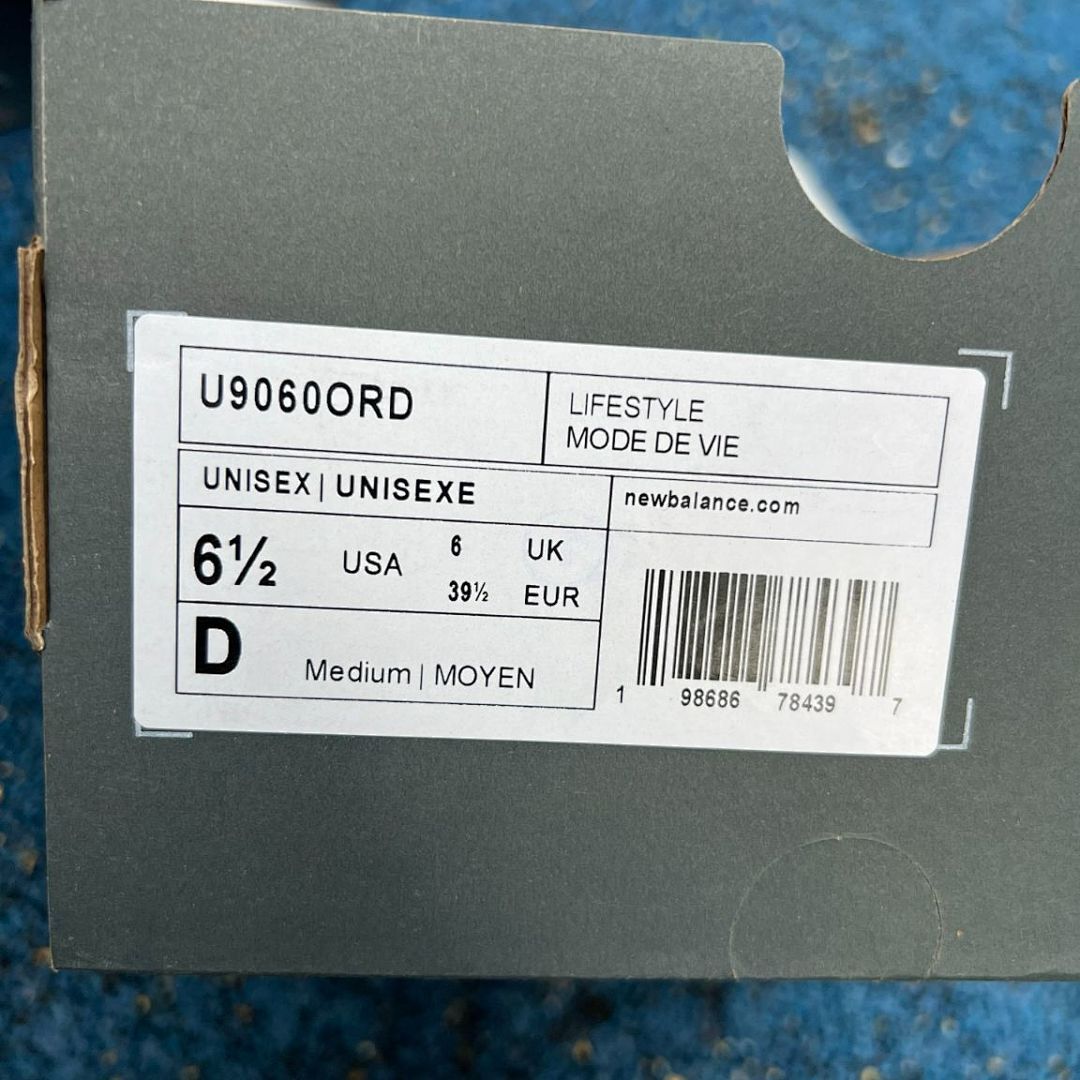 U9060ORD
LIFESTYLE
MODE DE VIE
UNISEX | UNISEXE
newbalance.com
6½ USA 6 UK
39½ EUR
D Medium | MOYEN
1 98686 78439 7